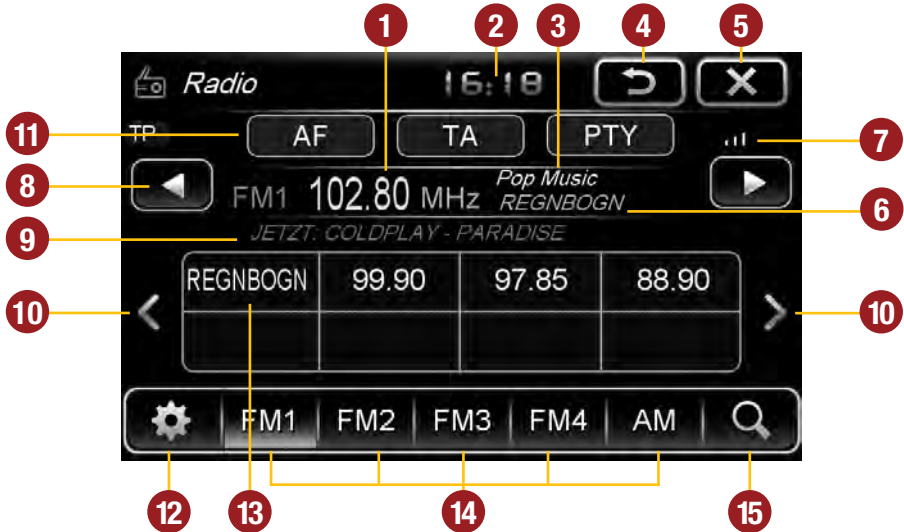 1 2 3 4 5
Radio 16:18
11 TP AF TA PTY 7
8 FM1 102.80 MHz Pop Music
REGNBOGN 6
9 JETZT: COLDPLAY - PARADISE
REGNBOGN 99.90 97.85 88.90
10 10
FM1 FM2 FM3 FM4 AM
12 13 14 15